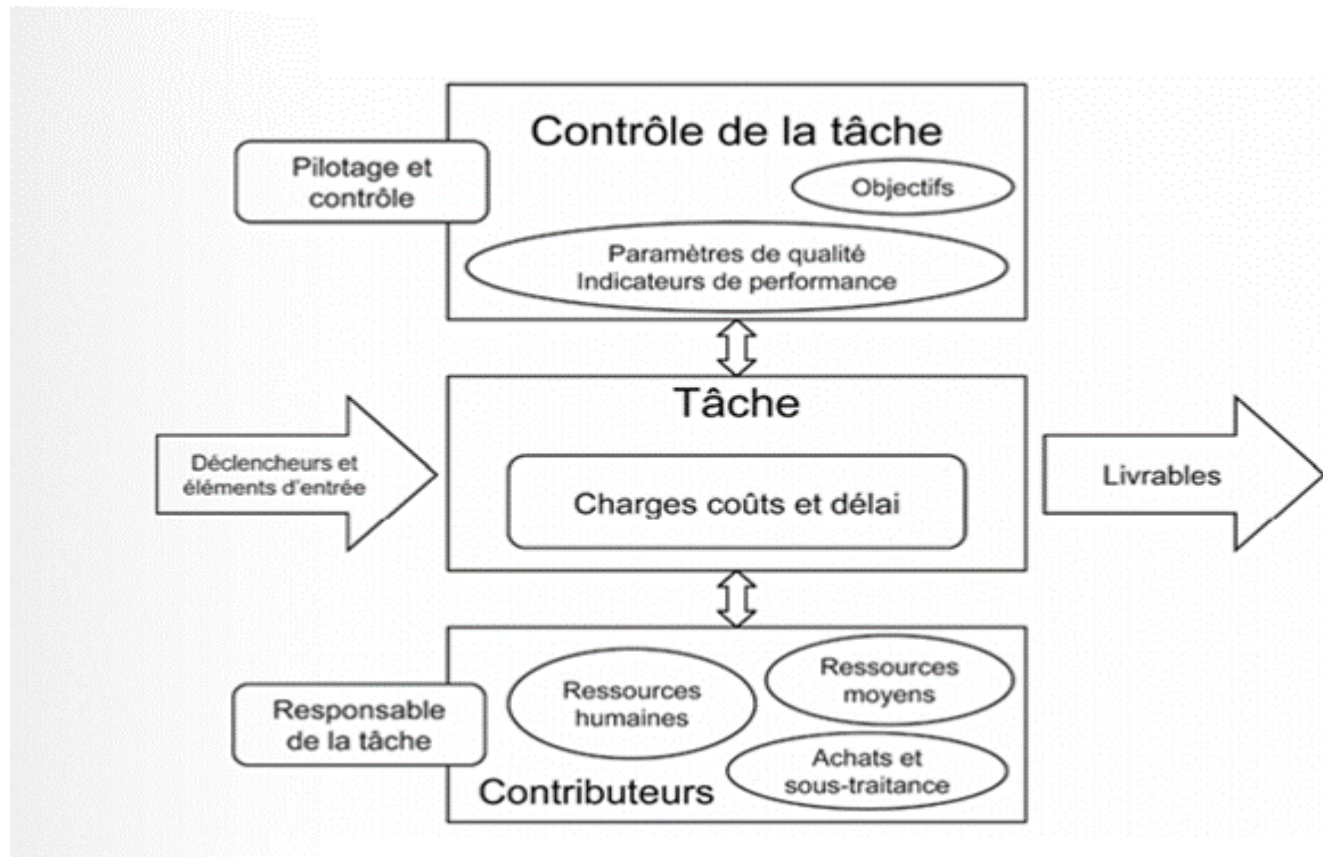 Contrôle de la tâche
Pilotage et
contrôle
Objectifs
Paramètres de qualité
Indicateurs de performance
Tâche
Déclencheurs et
éléments d'entrée
Charges coûts et délai
Livrables
Ressources
humaines
Ressources
moyens
Responsable
de la tâche
Achats et
sous-traitance
Contributeurs